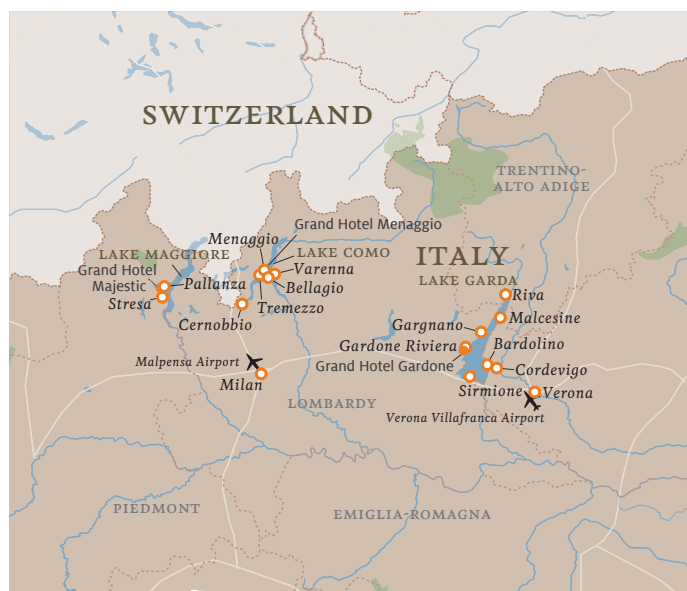 SWITZERLAND
TRENTINO-
ALTO ADIGE
Grand Hotel Menaggio
Menaggio
LAKE MAGGIORE
LAKE COMO
ITALY
Grand Hotel
Majestic
Varenna
LAKE GARDA
Pallanza
Bellagio
Riva
Stresa
Tremezzo
Malcesine
Cernobbio
Gargnano
Gardone Riviera
Bardolino
Malpensa Airport
Grand Hotel Gardone
Cordevigo
Milan
Sirmione
Verona
LOMBARDY
Verona Villafranca Airport
PIEDMONT
EMIGLIA-ROMAGNA